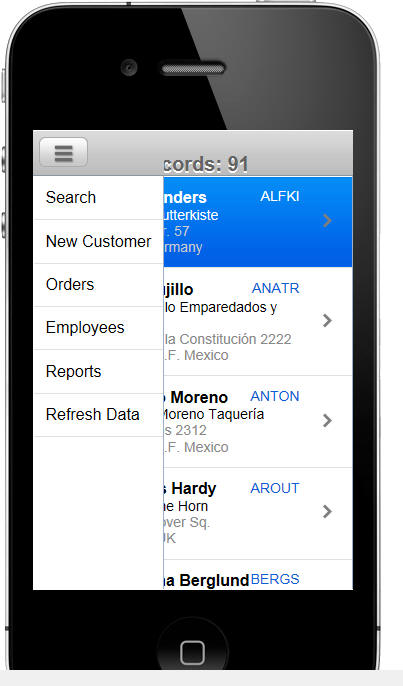 cords: 91
Search
New Customer
Orders
Employees
Reports
Refresh Data
nders ALFKI
utterkiste
r. 57
rmany
ujillo ANATR
lo Emparedados y
la Constitución 2222
.F. Mexico
o Moreno ANTON
Moreno Taquería
s 2312
.F. Mexico
s Hardy AROUT
he Horn
over Sq.
UK
na Berglund BERGS